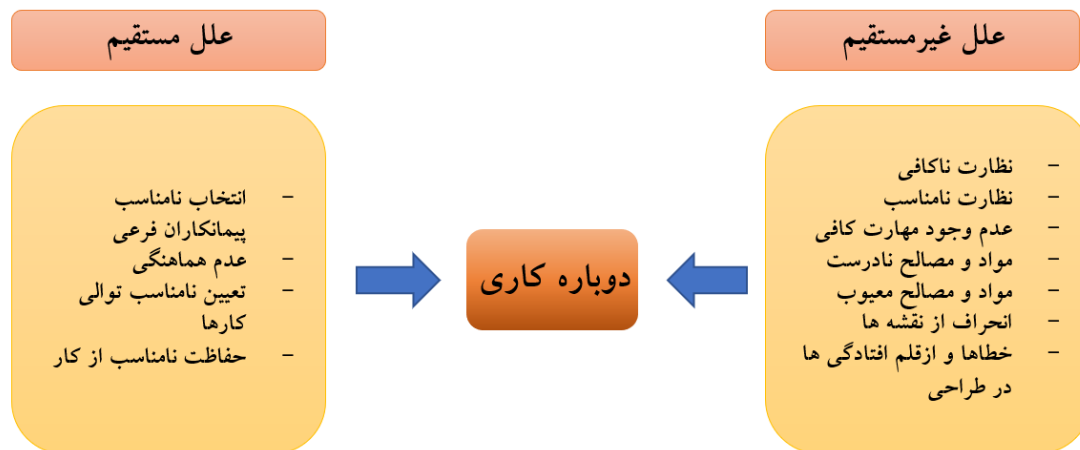 علل غیرمستقیم
- نظارت ناکافی
- نظارت نامناسب
- عدم وجود مهارت کافی
- مواد و مصالح نادرست
- مواد و مصالح معیوب
- انحراف از نقشه ها
- خطاها و ازقلم افتادگی ها
در طراحی
دوباره کاری
علل مستقیم
- انتخاب نامناسب
پیمانکاران فرعی
- عدم هماهنگی
- تعیین نامناسب توالی
کارها
- حفاظت نامناسب از کار